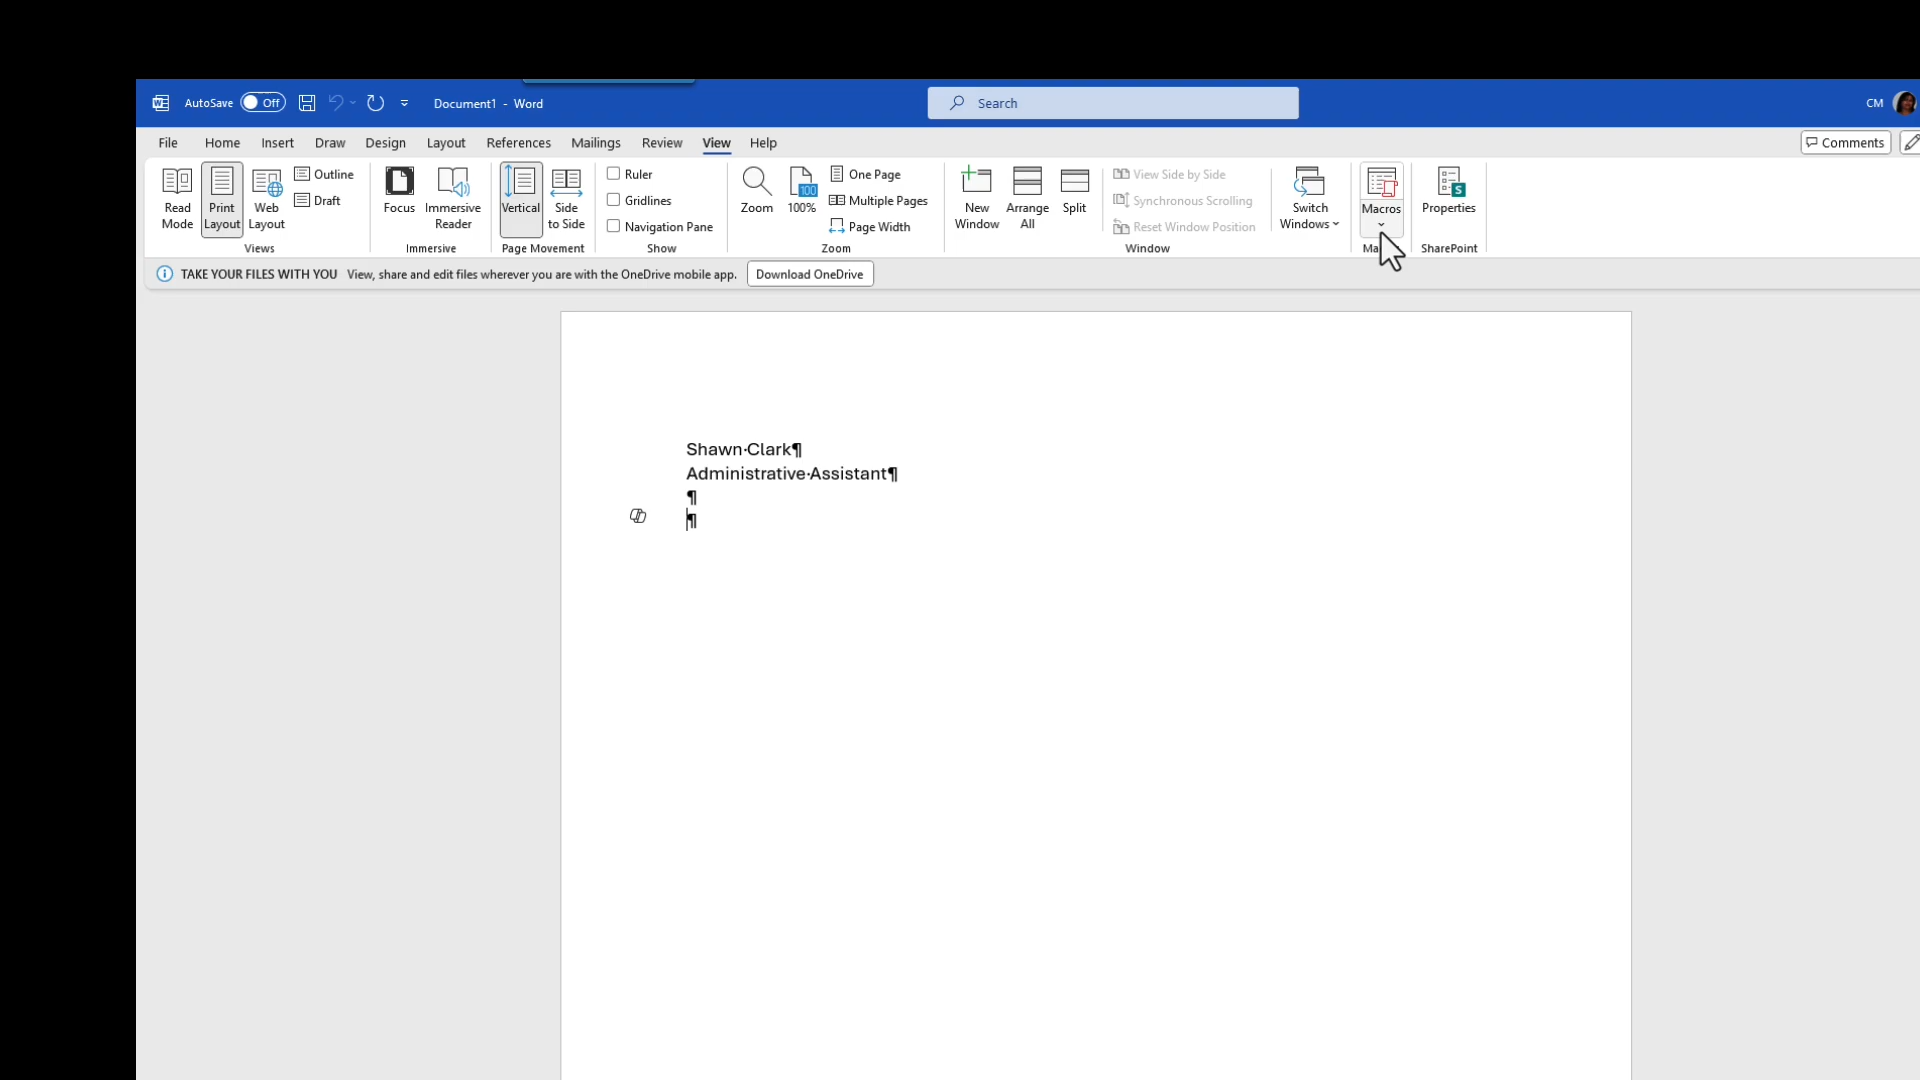 AutoSave Off Document1 - Word Search CM
File Home Insert Draw Design Layout References Mailings Review View Help Comments
Read Mode Print Layout Web Layout Outline Draft
Views
Focus Immersive Reader
Immersive
Vertical Side to Side
Page Movement
Ruler
Gridlines
Navigation Pane
Show
Zoom 100% One Page Multiple Pages Page Width
Zoom
New Window Arrange All Split View Side by Side Synchronous Scrolling Reset Window Position Switch Windows
Window
Macros
Properties
SharePoint
TAKE YOUR FILES WITH YOU View, share and edit files wherever you are with the OneDrive mobile app. Download OneDrive
Shawn·Clark¶
Administrative·Assistant¶
¶
¶